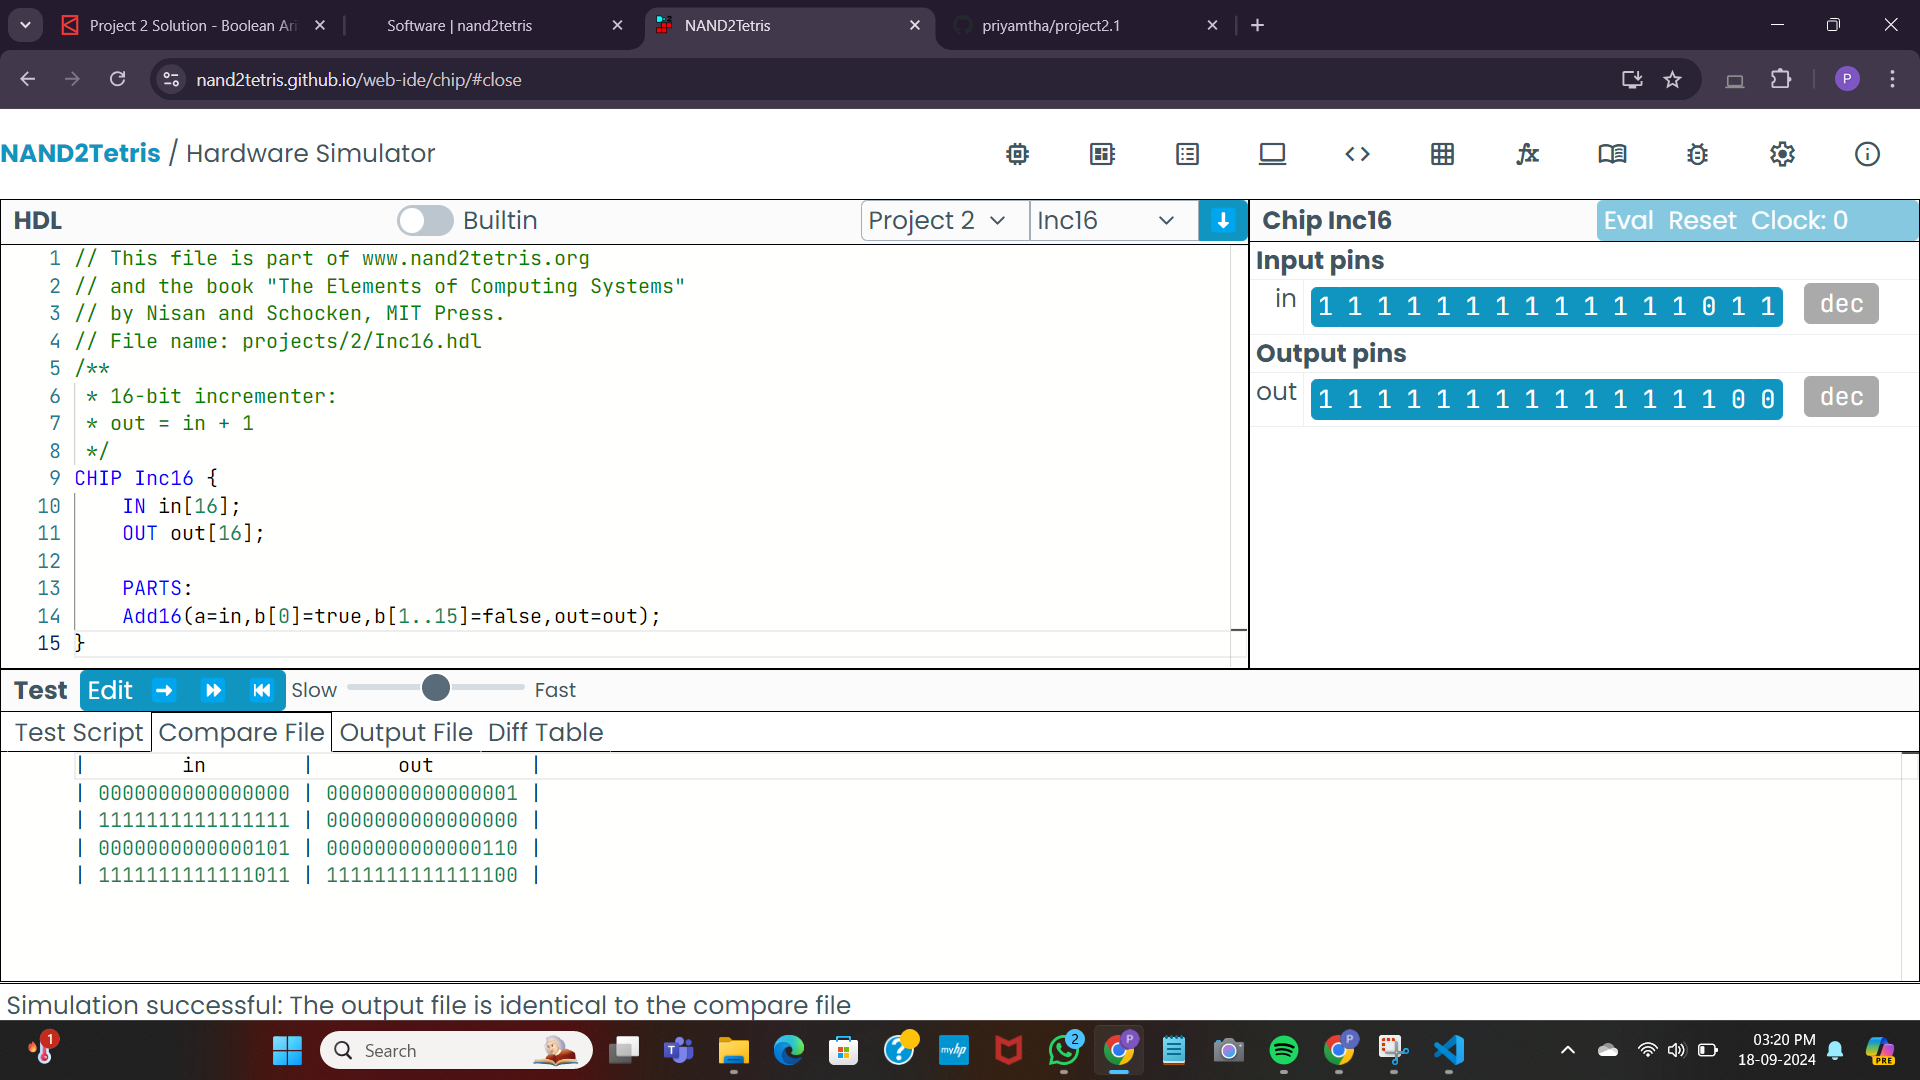 Project 2 Solution - Boolean Ari
Software | nand2tetris
NAND2Tetris
priyamtha/project2.1
nand2tetris.github.io/web-ide/chip/#close
P
NAND2Tetris / Hardware Simulator
HDL
Builtin
Project 2
Inc16
Chip Inc16
Eval Reset Clock: 0
1 // This file is part of www.nand2tetris.org
2 // and the book "The Elements of Computing Systems"
3 // by Nisan and Schocken, MIT Press.
4 // File name: projects/2/Inc16.hdl
5 /**
6 * 16-bit incrementer:
7 * out = in + 1
8 */
9 CHIP Inc16 {
10 IN in[16];
11 OUT out[16];
12
13 PARTS:
14 Add16(a=in,b[0]=true,b[1..15]=false,out=out);
15 }
Input pins
in 1 1 1 1 1 1 1 1 1 1 1 1 1 0 1 1 dec
Output pins
out 1 1 1 1 1 1 1 1 1 1 1 1 1 1 0 0 dec
Test Edit Slow Fast
Test Script Compare File Output File Diff Table
| in | out |
| 0000000000000000 | 0000000000000001 |
| 1111111111111111 | 0000000000000000 |
| 0000000000000101 | 0000000000000110 |
| 1111111111111011 | 1111111111111100 |
Simulation successful: The output file is identical to the compare file
1
Search
myhp
2
P
P
03:20 PM
18-09-2024
PRE